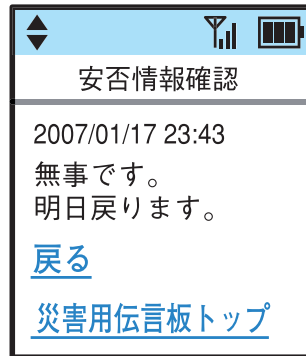 安否情報確認
2007/01/17 23:43
無事です。
明日戻ります。
戻る
災害用伝言板トップ